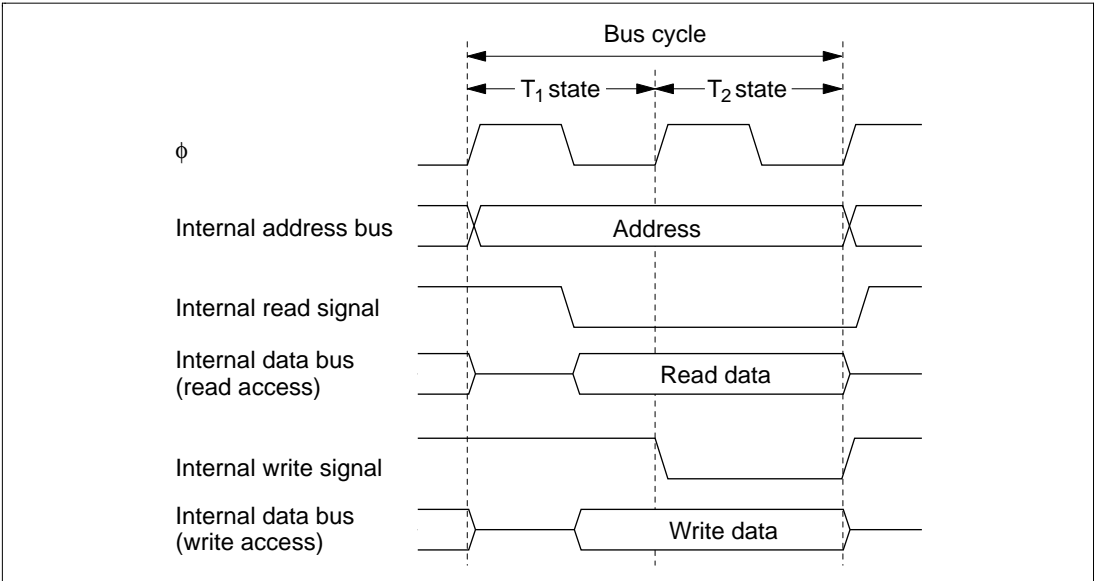 Bus cycle
T₁ state
T₂ state
ϕ
Internal address bus
Address
Internal read signal
Internal data bus
(read access)
Read data
Internal write signal
Internal data bus
(write access)
Write data